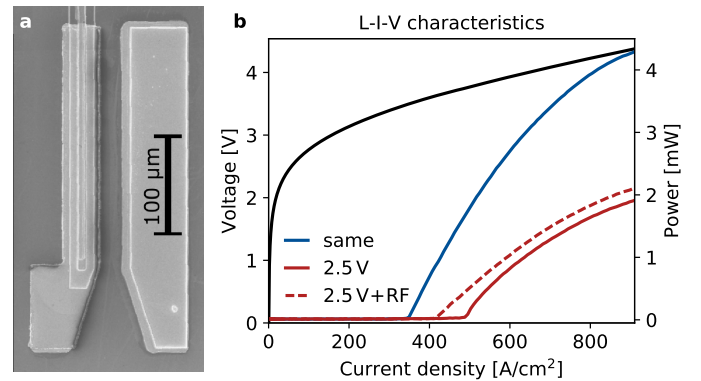 a
100 µm
b
L-I-V characteristics
Voltage [V]
4
3
2
1
0
same
2.5 V
2.5 V+RF
0
200
400
600
800
Current density [A/cm²]
4
3
2
1
0
Power [mW]